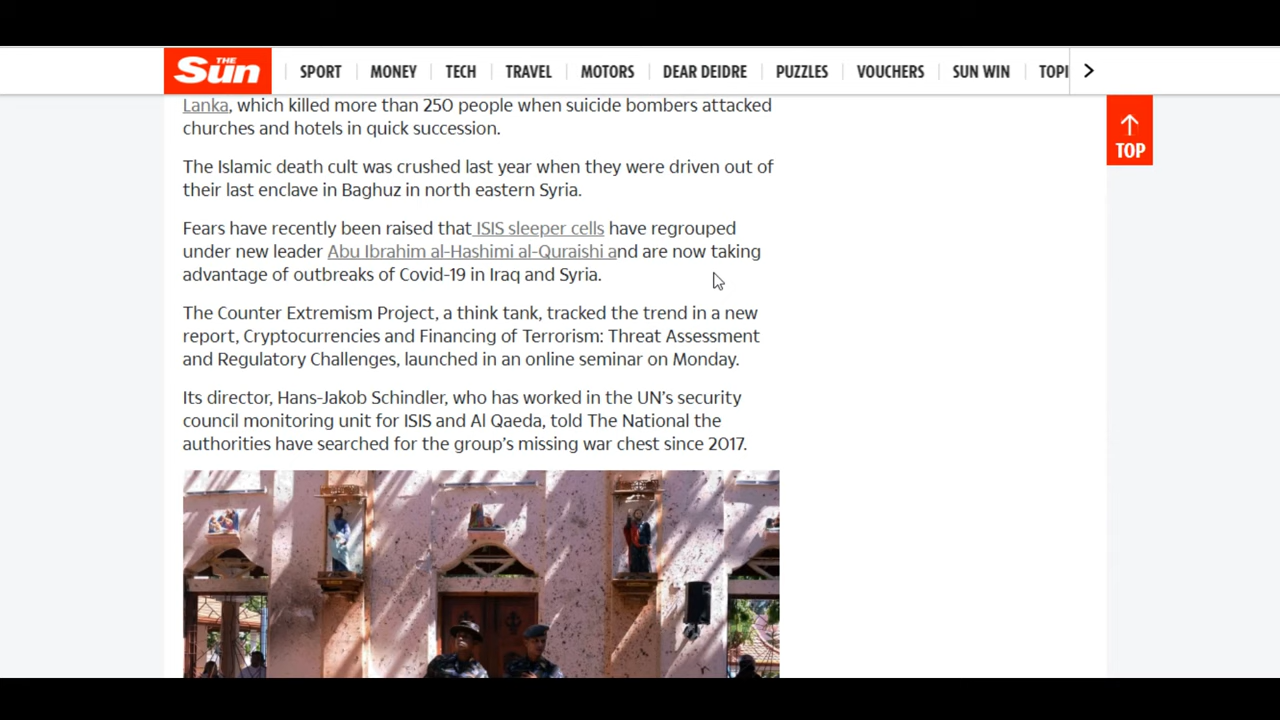 THE
Sun
SPORT
MONEY
TECH
TRAVEL
MOTORS
DEAR DEIDRE
PUZZLES
VOUCHERS
SUN WIN
TOPI
TOP
Lanka, which killed more than 250 people when suicide bombers attacked
churches and hotels in quick succession.
The Islamic death cult was crushed last year when they were driven out of
their last enclave in Baghuz in north eastern Syria.
Fears have recently been raised that ISIS sleeper cells have regrouped
under new leader Abu Ibrahim al-Hashimi al-Quraishi and are now taking
advantage of outbreaks of Covid-19 in Iraq and Syria.
The Counter Extremism Project, a think tank, tracked the trend in a new
report, Cryptocurrencies and Financing of Terrorism: Threat Assessment
and Regulatory Challenges, launched in an online seminar on Monday.
Its director, Hans-Jakob Schindler, who has worked in the UN’s security
council monitoring unit for ISIS and Al Qaeda, told The National the
authorities have searched for the group’s missing war chest since 2017.